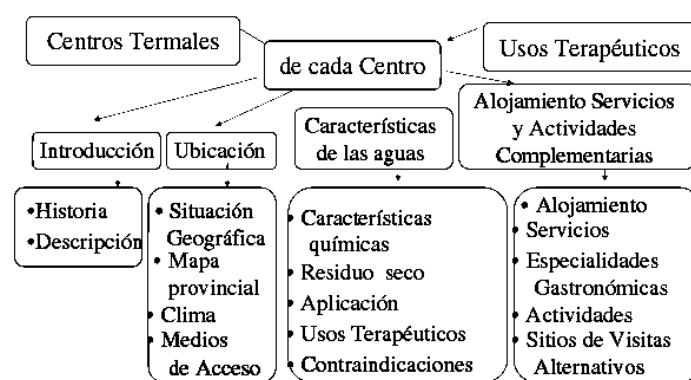 Centros Termales
Usos Terapéuticos
de cada Centro
Introducción
Ubicación
Características
de las aguas
Alojamiento Servicios
y Actividades
Complementarias
•Historia
•Descripción
• Situación
Geográfica
• Mapa
provincial
• Clima
• Medios
de Acceso
• Características
químicas
• Residuo seco
• Aplicación
• Usos Terapéuticos
• Contraindicaciones
• Alojamiento
• Servicios
• Especialidades
Gastronómicas
• Actividades
• Sitios de Visitas
Alternativos